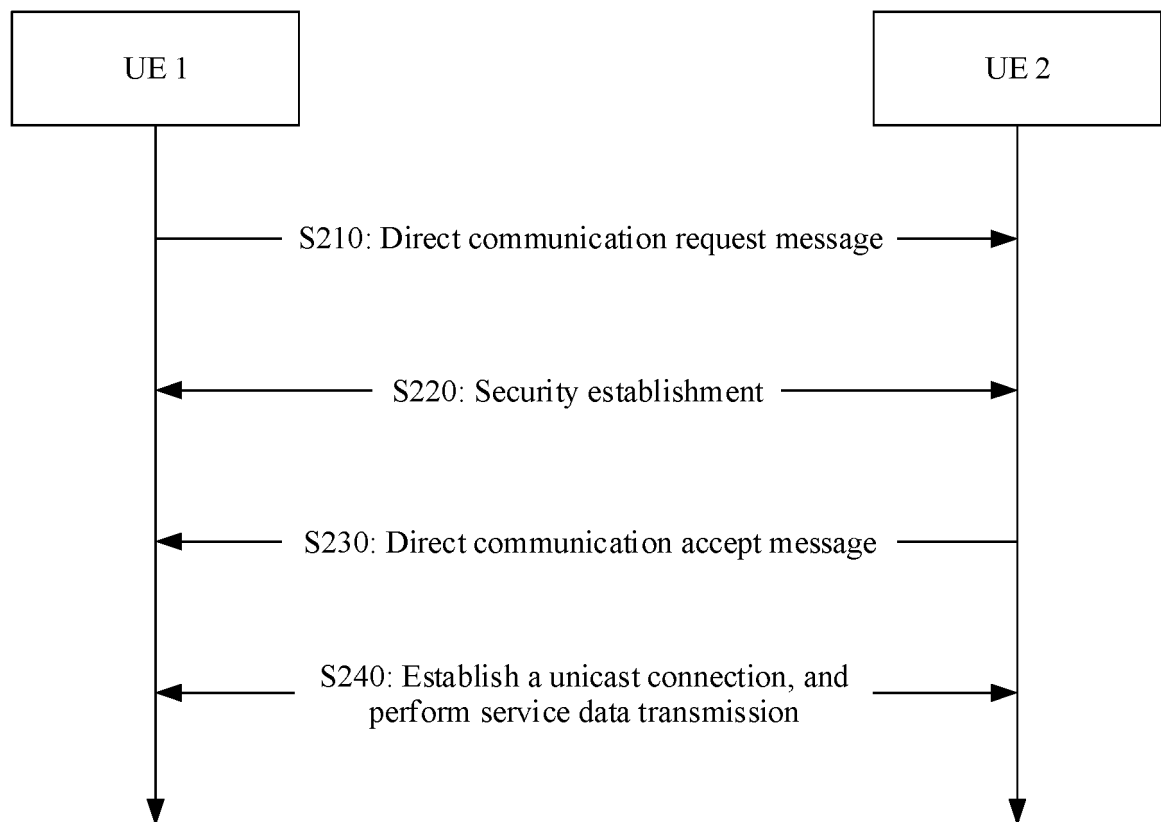 UE 1
UE 2
S210: Direct communication request message
S220: Security establishment
S230: Direct communication accept message
S240: Establish a unicast connection, and
perform service data transmission